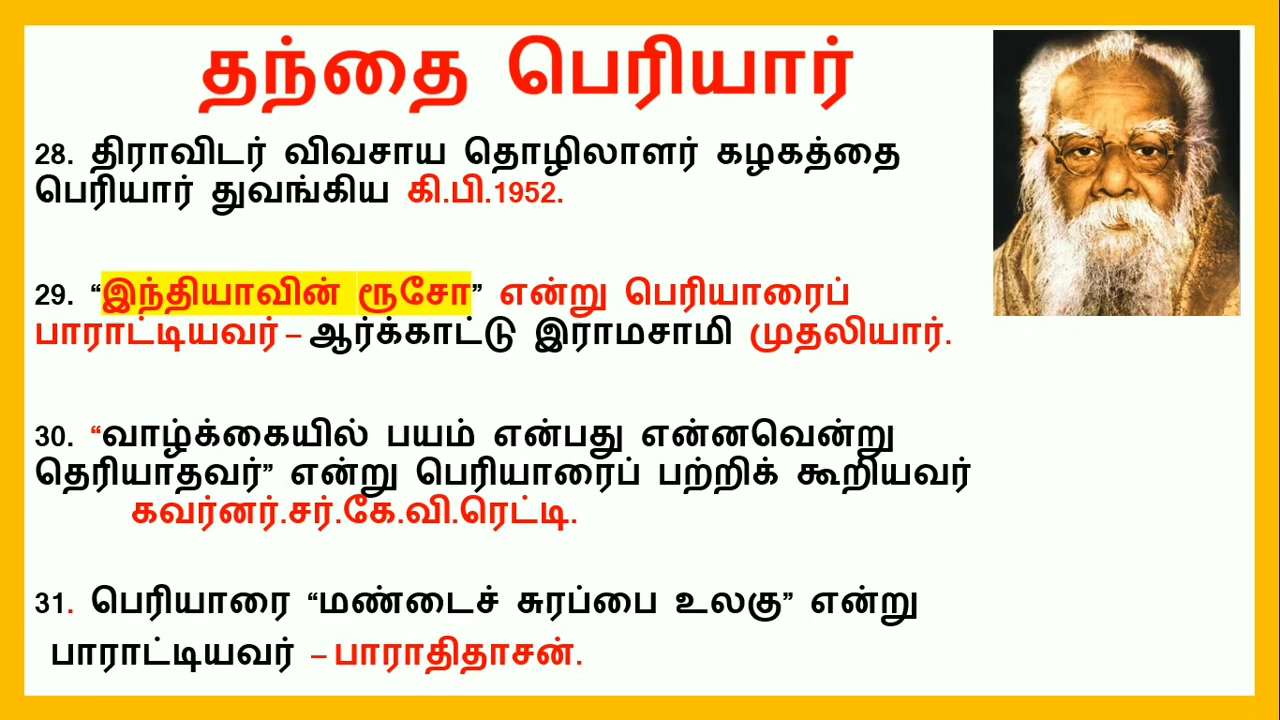 தந்தை பெரியார்
28. திராவிடர் விவசாய தொழிலாளர் கழகத்தை
பெரியார் துவங்கிய கி.பி.1952.
29. “இந்தியாவின் ரூசோ” என்று பெரியாரைப்
பாராட்டியவர் – ஆர்க்காட்டு இராமசாமி முதலியார்.
30. “வாழ்க்கையில் பயம் என்பது என்னவென்று
தெரியாதவர்” என்று பெரியாரைப் பற்றிக் கூறியவர்
கவர்னர்.சர்.கே.வி.ரெட்டி.
31. பெரியாரை “மண்டைச் சுரப்பை உலகு” என்று
பாராட்டியவர் – பாராதிதாசன்.